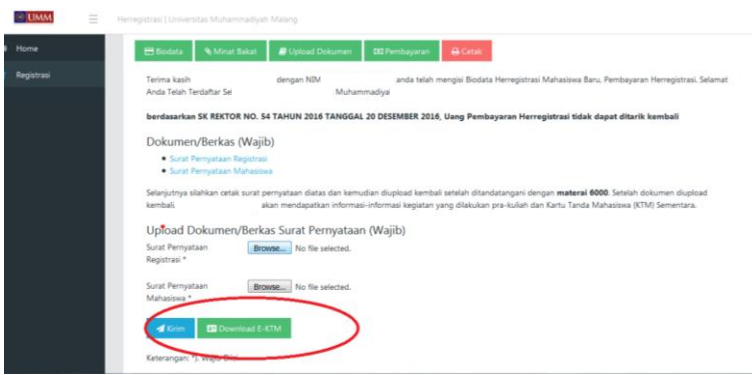 UMM
Herregistrasi | Universitas Muhammadiyah Malang
Home
Registrasi
Biodata Minat Bakat Upload Dokumen Pembayaran Cetak
Terima kasih dengan NIM anda telah mengisi Biodata Herregistrasi Mahasiswa Baru, Pembayaran Herregistrasi. Selamat
Anda Telah Terdaftar Se Muhammadiya
berdasarkan SK REKTOR NO. 54 TAHUN 2016 TANGGAL 20 DESEMBER 2016, Uang Pembayaran Herregistrasi tidak dapat ditarik kembali
Dokumen/Berkas (Wajib)
Surat Pernyataan Registrasi
Surat Pernyataan Mahasiswa
Selanjutnya silahkan cetak surat pernyataan diatas dan kemudian diupload kembali setelah ditandatangani dengan materai 6000. Setelah dokumen diupload
kembali. akan mendapatkan informasi-informasi kegiatan yang dilakukan pra-kuliah dan Kartu Tanda Mahasiswa (KTM) Sementara.
Upload Dokumen/Berkas Surat Pernyataan (Wajib)
Surat Pernyataan Browse... No file selected.
Registrasi *
Surat Pernyataan Browse... No file selected.
Mahasiswa *
Kirim Download E-KTM
Keterangan: *). Wajib Diisi